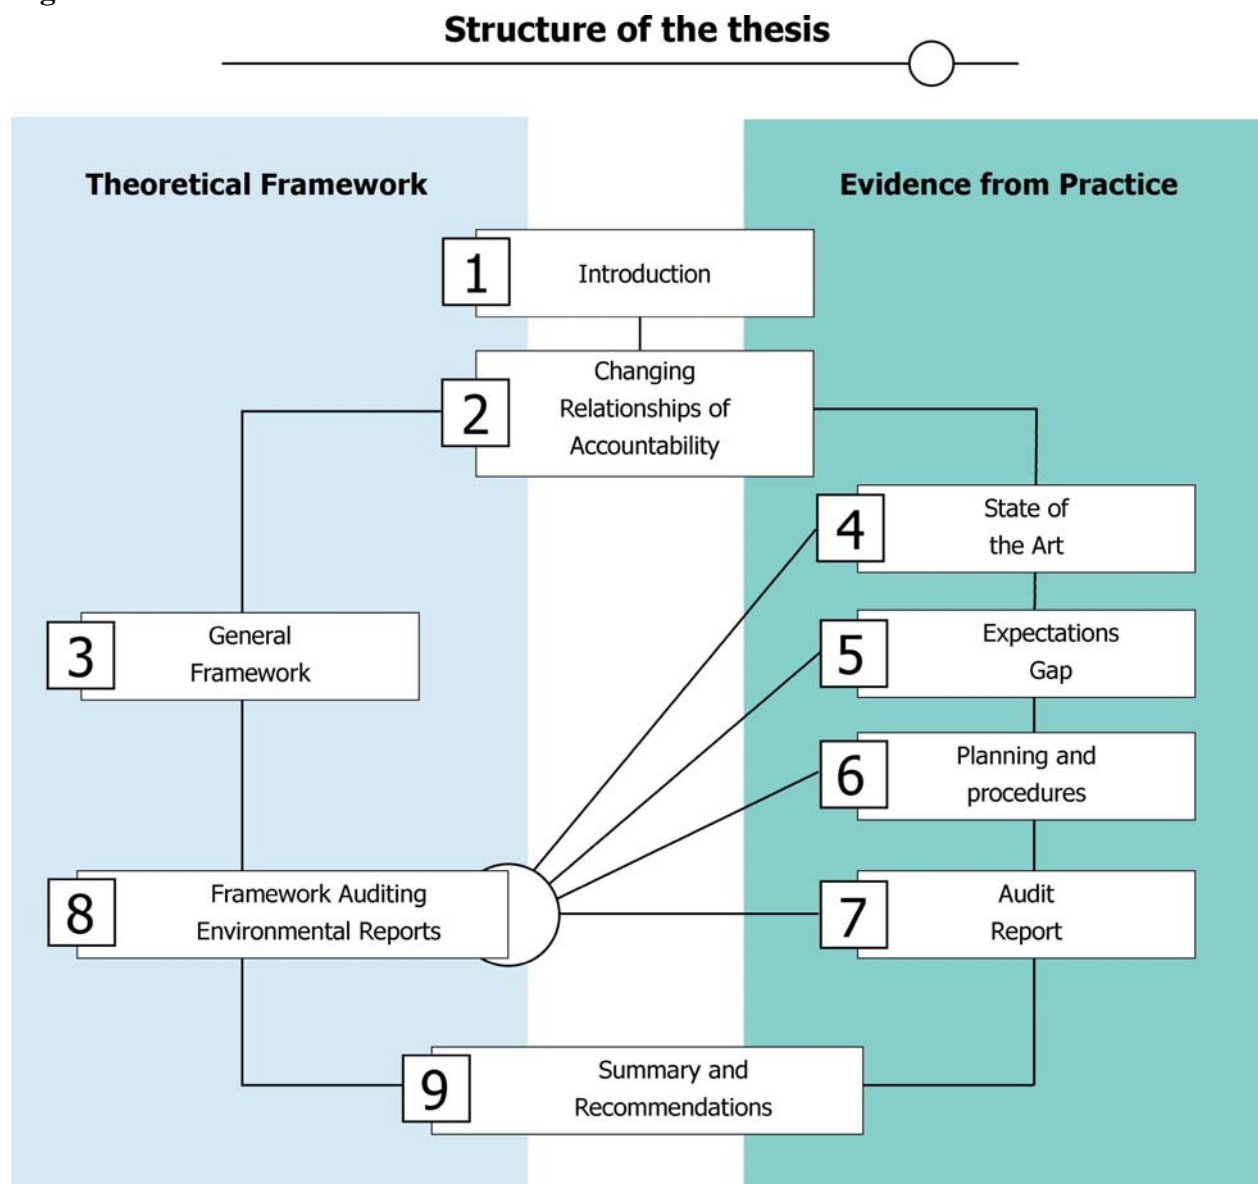 Structure of the thesis
Theoretical Framework
Evidence from Practice
1
Introduction
2
Changing
Relationships of
Accountability
4
State of
the Art
3
General
Framework
5
Expectations
Gap
6
Planning and
procedures
8
Framework Auditing
Environmental Reports
7
Audit
Report
9
Summary and
Recommendations